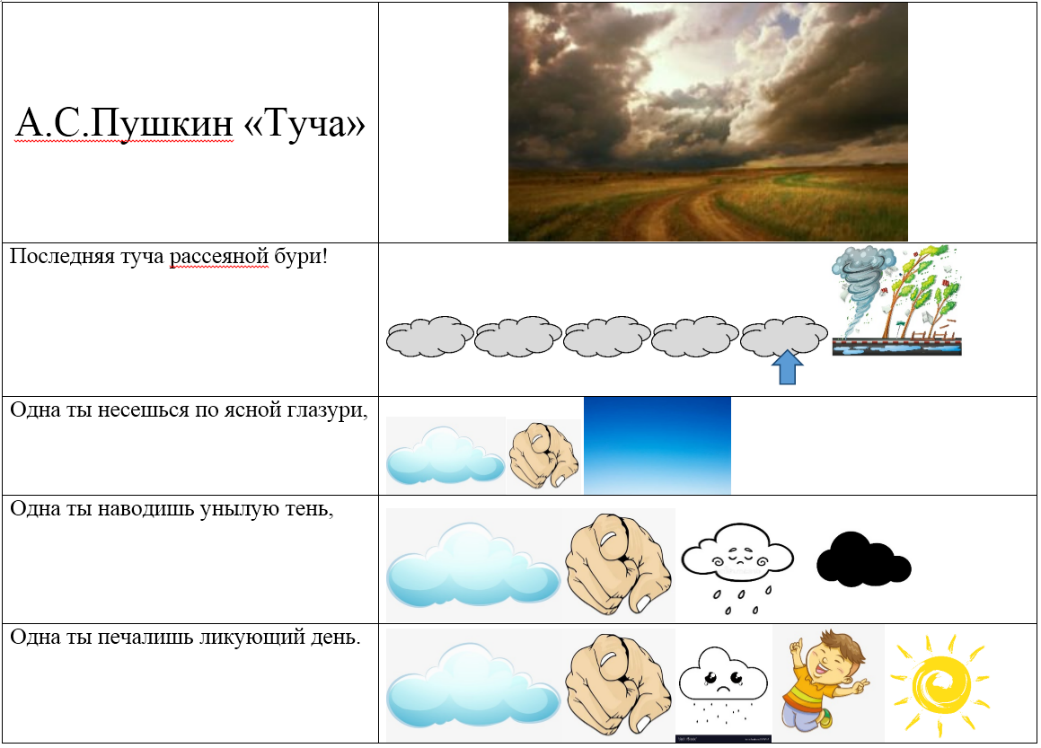 А.С.Пушкин «Туча»
Последняя туча рассеяной бури!
Одна ты несешься по ясной глазури,
Одна ты наводишь унылую тень,
Одна ты печалишь ликующий день.